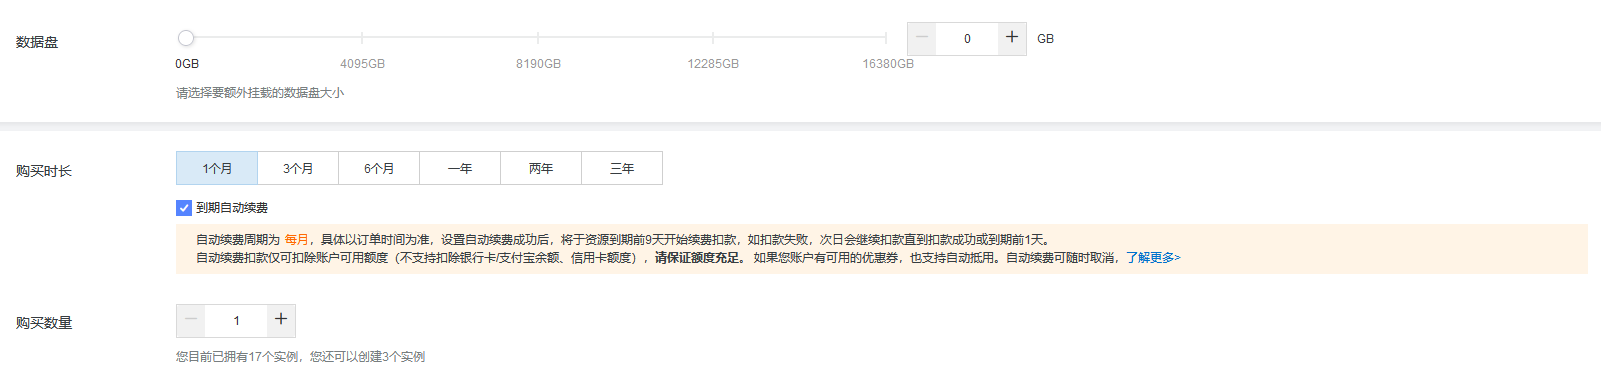 数据盘
0 GB
0GB 4095GB 8190GB 12285GB 16380GB
请选择要额外挂载的数据盘大小
购买时长
1个月 3个月 6个月 一年 两年 三年
到期自动续费
自动续费周期为 每月，具体以订单时间为准，设置自动续费成功后，将于资源到期前9天开始续费扣款，如扣款失败，次日会继续扣款直到扣款成功或到期前1天。
自动续费扣款仅可扣除账户可用额度（不支持扣除银行卡/支付宝余额、信用卡额度），请保证额度充足。 如果您账户有可用的优惠券，也支持自动抵用。自动续费可随时取消，了解更多>
购买数量
1
您目前已拥有17个实例，您还可以创建3个实例